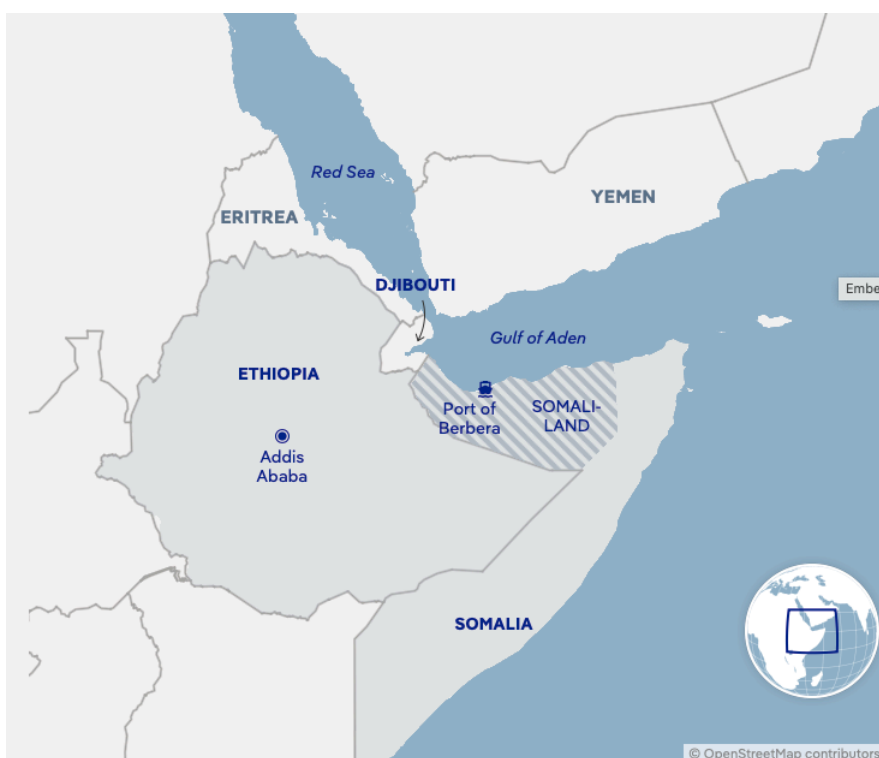 Red Sea
YEMEN
ERITREA
DJIBOUTI
Embe
Gulf of Aden
ETHIOPIA
Port of
Berbera
SOMALI-
LAND
Addis
Ababa
SOMALIA
© OpenStreetMap contributors